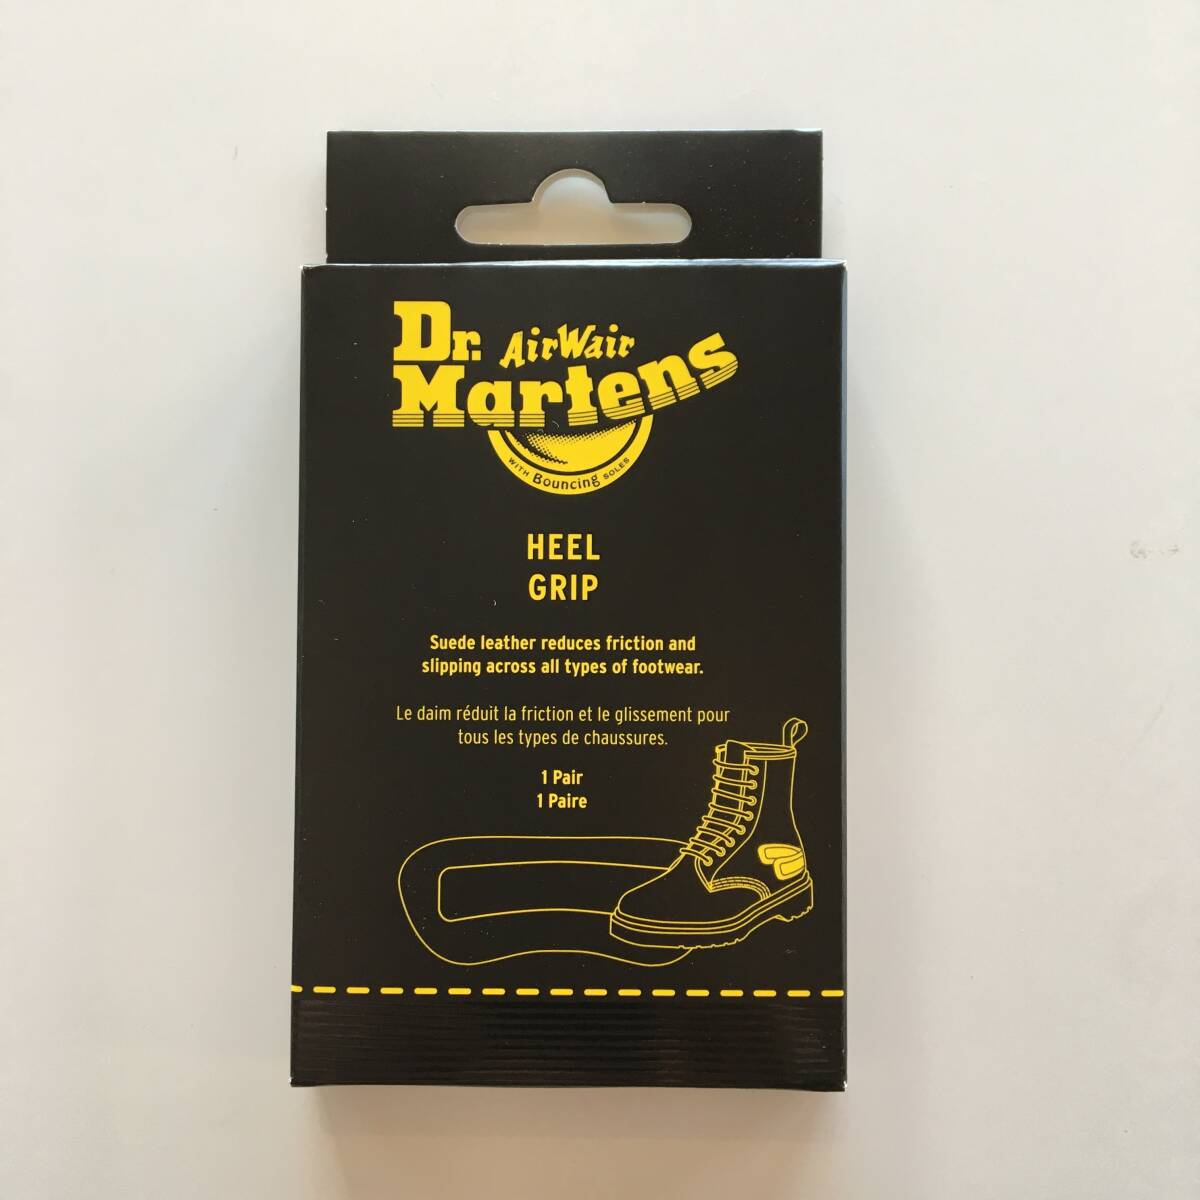 Dr. AirWair
Martens
WITH Bouncing SOLES
HEEL
GRIP
Suede leather reduces friction and
slipping across all types of footwear.
Le daim réduit la friction et le glissement pour
tous les types de chaussures.
1 Pair
1 Paire